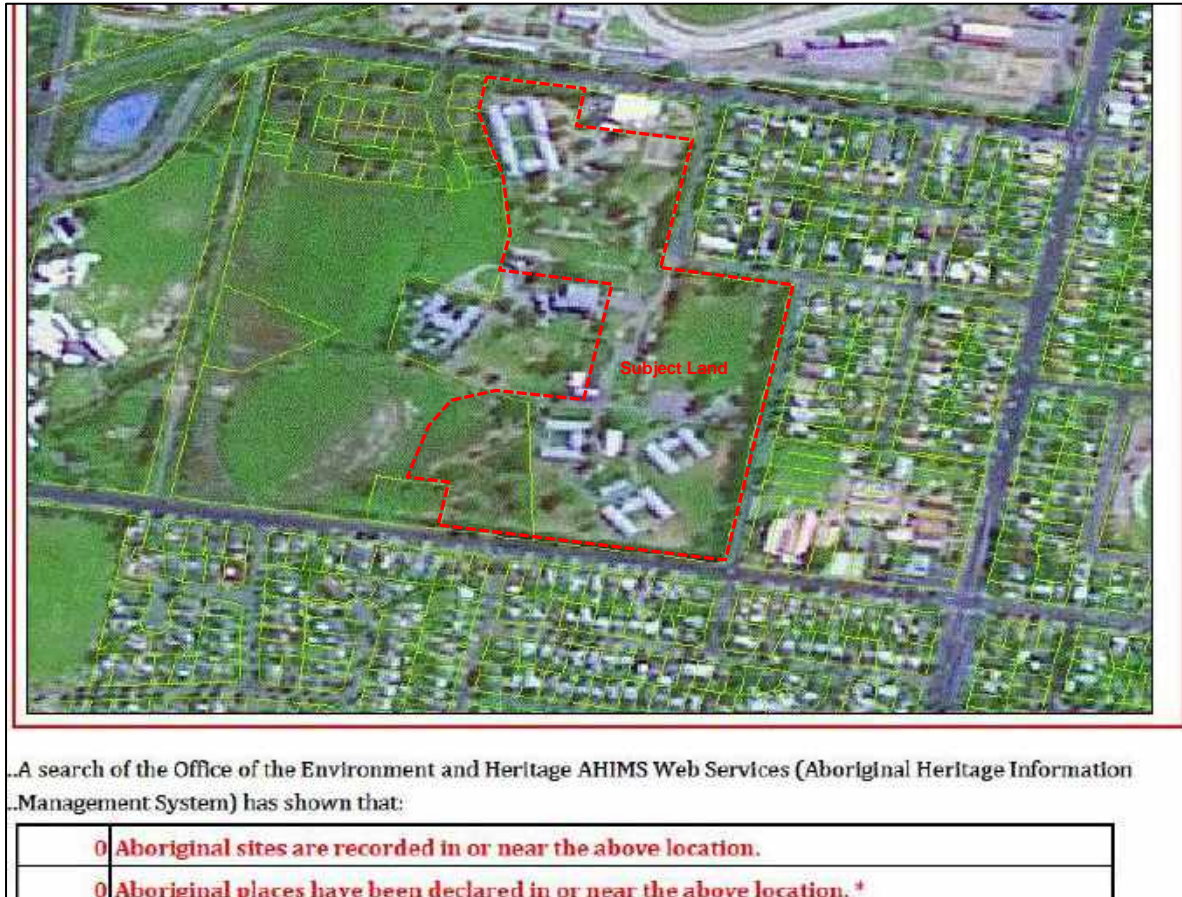 Subject Land
..A search of the Office of the Environment and Heritage AHIMS Web Services (Aboriginal Heritage Information
..Management System) has shown that:
0 Aboriginal sites are recorded in or near the above location.
0 Aboriginal places have been declared in or near the above location. *